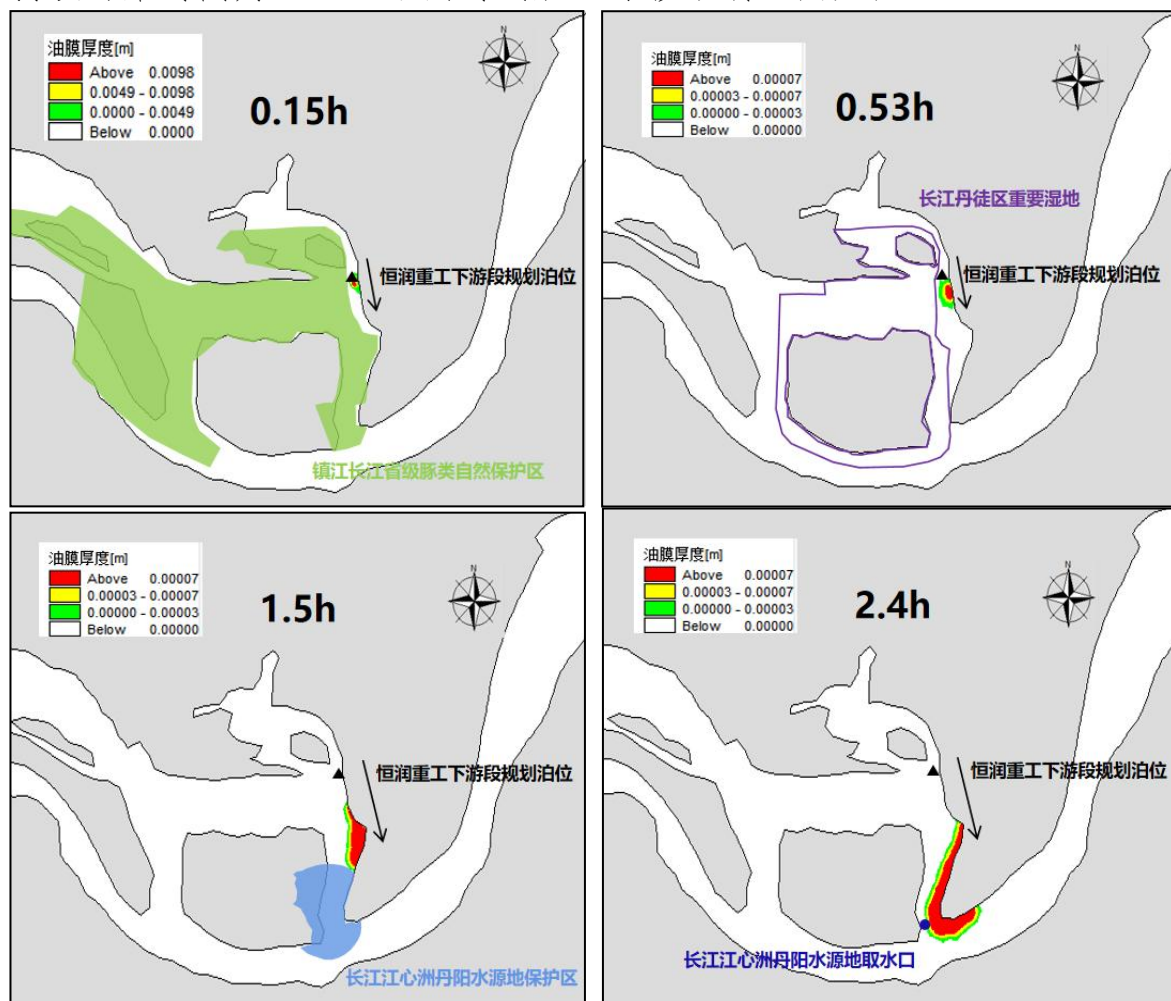 油膜厚度[m]
Above 0.0098
0.0049 - 0.0098
0.0000 - 0.0049
Below 0.0000
N
0.15h
恒润重工下游段规划泊位
镇江长江省级豚类自然保护区
油膜厚度[m]
Above 0.00007
0.00003 - 0.00007
0.00000 - 0.00003
Below 0.00000
N
0.53h
长江丹徒区重要湿地
恒润重工下游段规划泊位
油膜厚度[m]
Above 0.00007
0.00003 - 0.00007
0.00000 - 0.00003
Below 0.00000
N
1.5h
恒润重工下游段规划泊位
长江江心洲丹阳水源地保护区
油膜厚度[m]
Above 0.00007
0.00003 - 0.00007
0.00000 - 0.00003
Below 0.00000
N
2.4h
恒润重工下游段规划泊位
长江江心洲丹阳水源地取水口